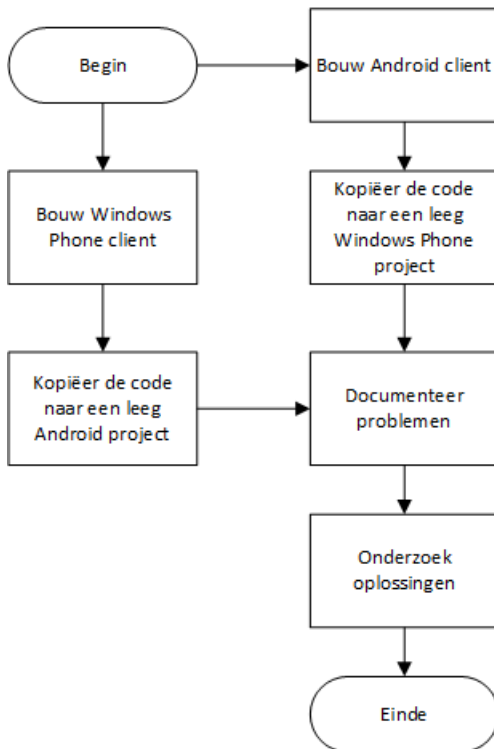 Begin
Bouw Android client
Bouw Windows
Phone client
Kopiëer de code
naar een leeg
Windows Phone
project
Kopiëer de code
naar een leeg
Android project
Documenteer
problemen
Onderzoek
oplossingen
Einde